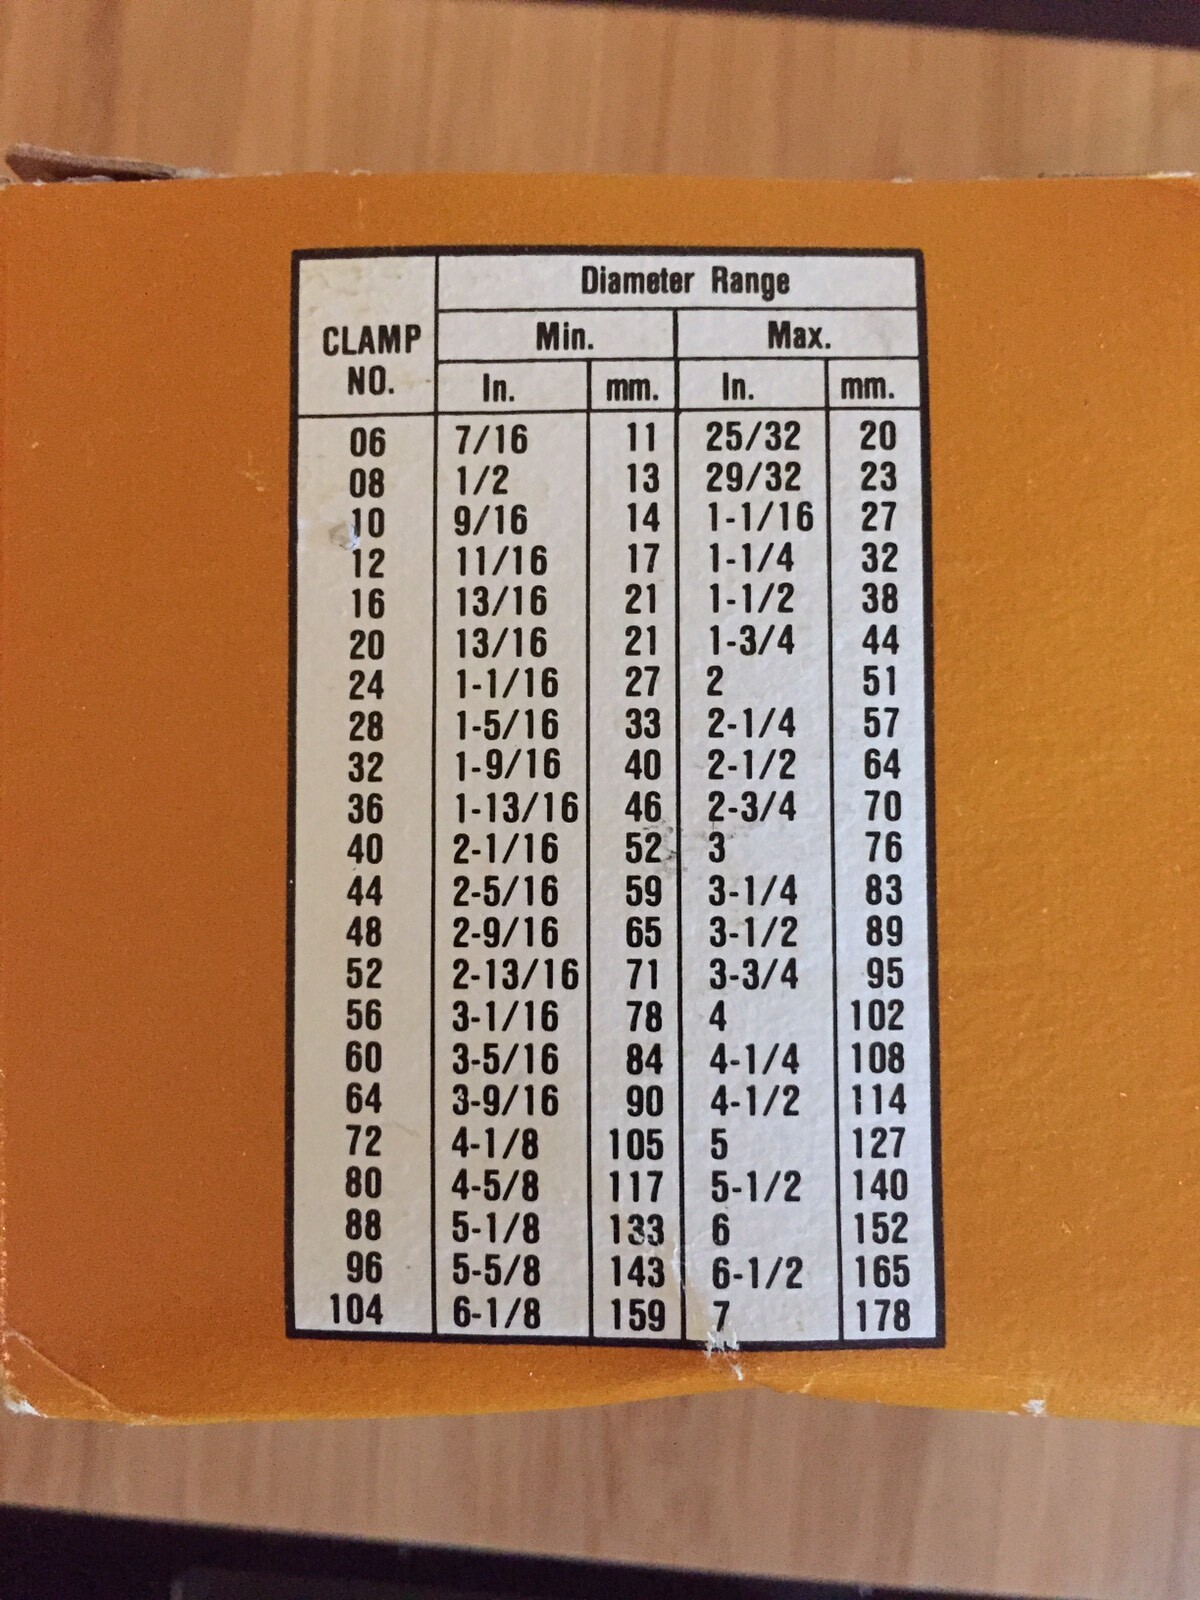 Diameter Range
CLAMP NO. Min. Max.
In. mm. In. mm.
06 7/16 11 25/32 20
08 1/2 13 29/32 23
10 9/16 14 1-1/16 27
12 11/16 17 1-1/4 32
16 13/16 21 1-1/2 38
20 13/16 21 1-3/4 44
24 1-1/16 27 2 51
28 1-5/16 33 2-1/4 57
32 1-9/16 40 2-1/2 64
36 1-13/16 46 2-3/4 70
40 2-1/16 52 3 76
44 2-5/16 59 3-1/4 83
48 2-9/16 65 3-1/2 89
52 2-13/16 71 3-3/4 95
56 3-1/16 78 4 102
60 3-5/16 84 4-1/4 108
64 3-9/16 90 4-1/2 114
72 4-1/8 105 5 127
80 4-5/8 117 5-1/2 140
88 5-1/8 133 6 152
96 5-5/8 143 6-1/2 165
104 6-1/8 159 7 178